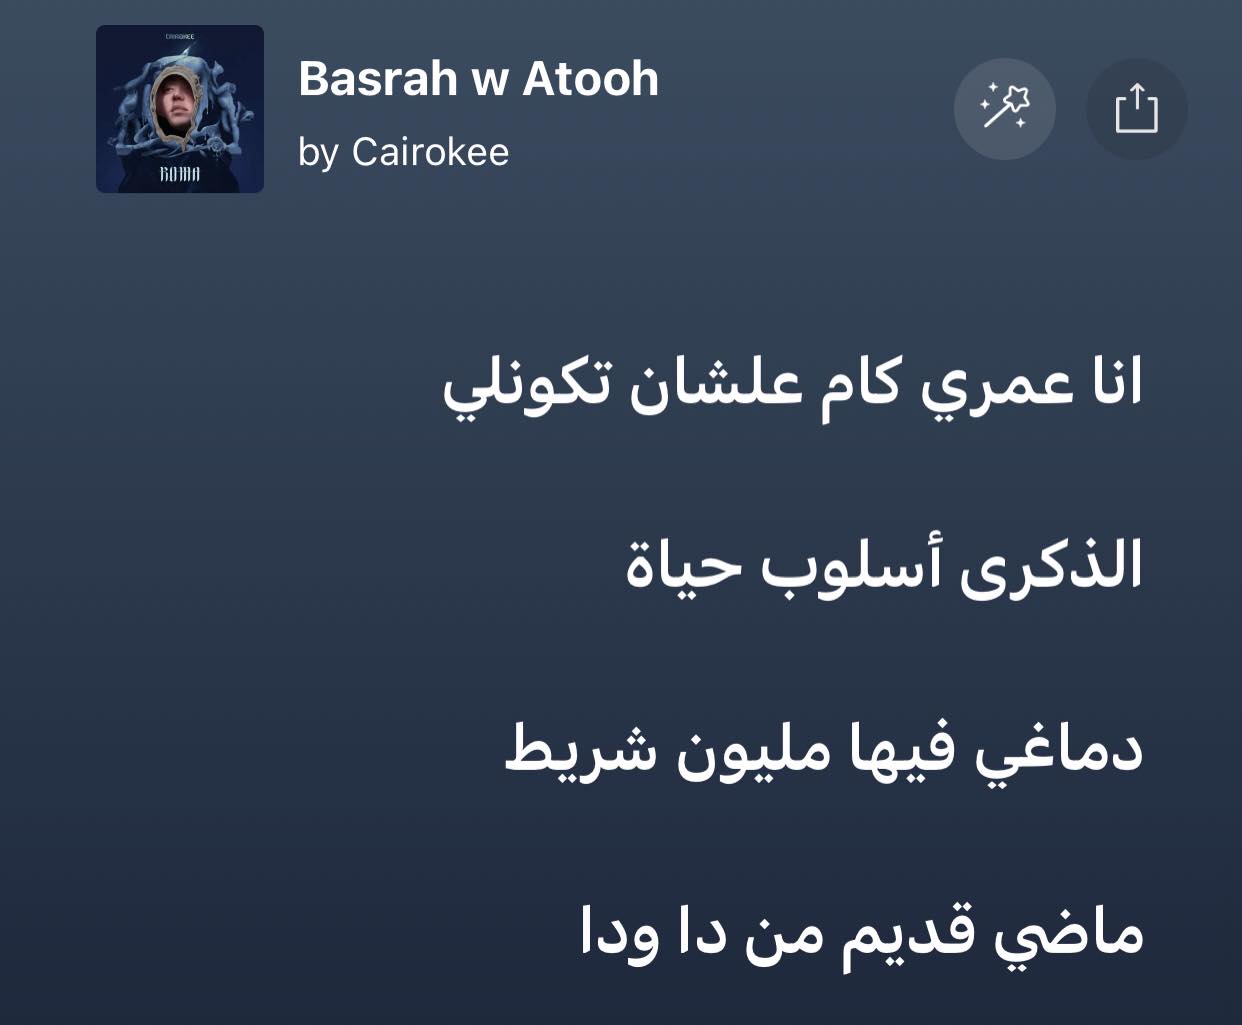 CAIROKEE
ROMA
Basrah w Atooh
by Cairokee
انا عمري كام علشان تكونلي
الذكرى أسلوب حياة
دماغي فيها مليون شريط
ماضي قديم من دا ودا